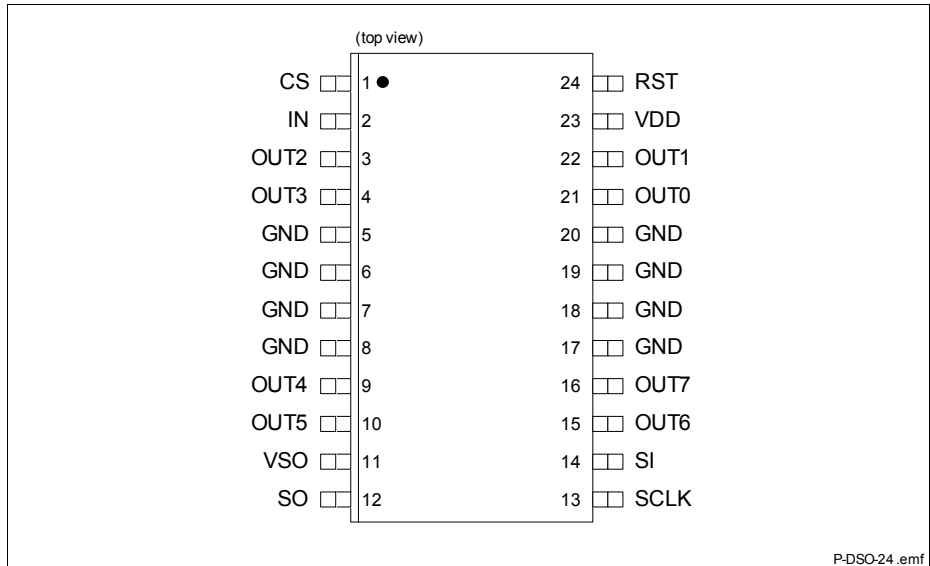 (top view)
CS 1 24 RST
IN 2 23 VDD
OUT2 3 22 OUT1
OUT3 4 21 OUT0
GND 5 20 GND
GND 6 19 GND
GND 7 18 GND
GND 8 17 GND
OUT4 9 16 OUT7
OUT5 10 15 OUT6
VSO 11 14 SI
SO 12 13 SCLK
P-DSO-24.emf